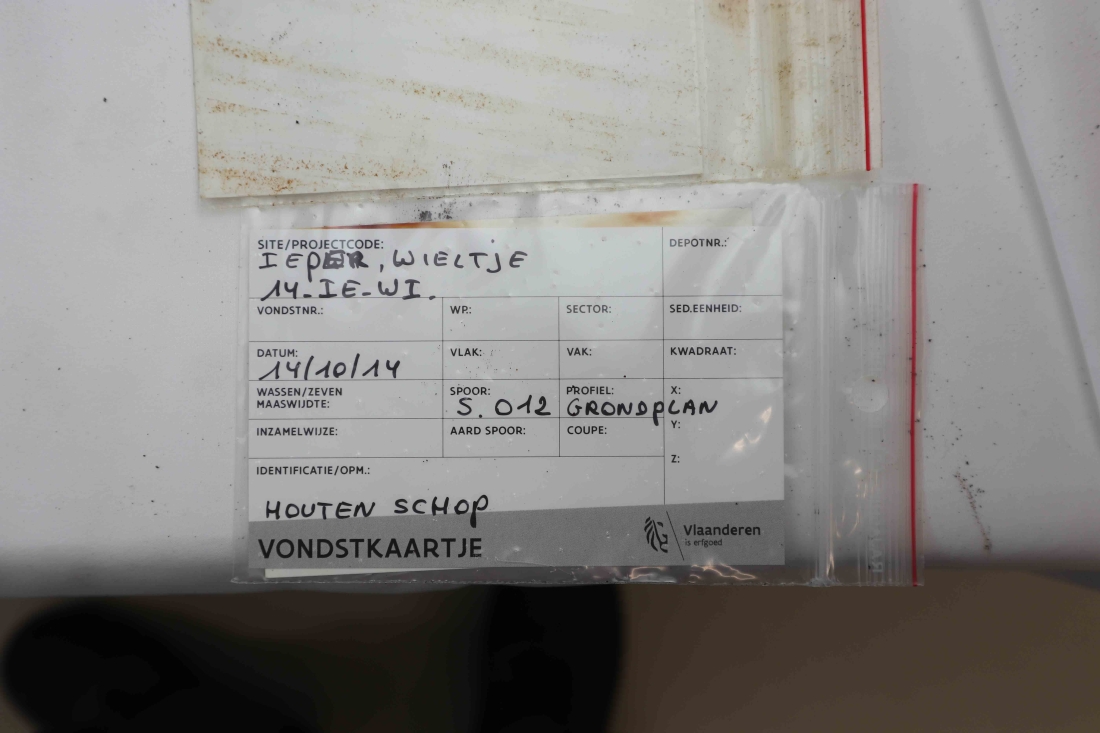 SITE/PROJECTCODE: DEPOTNR.:
IEPER, WIELTJE
14-IE-WI.
VONDSTNR.: WP.: SECTOR: SED.EENHEID:
DATUM: VLAK: VAK: KWADRAAT:
14/10/14
WASSEN/ZEVEN SPOOR: PROFIEL: X:
MAASWIJDTE: S. 012 GRONDPLAN
INZAMELWIJZE: AARD SPOOR: COUPE: Y:
IDENTIFICATIE/OPM.: Z:
HOUTEN SCHOP
VONDSTKAARTJE Vlaanderen
is erfgoed